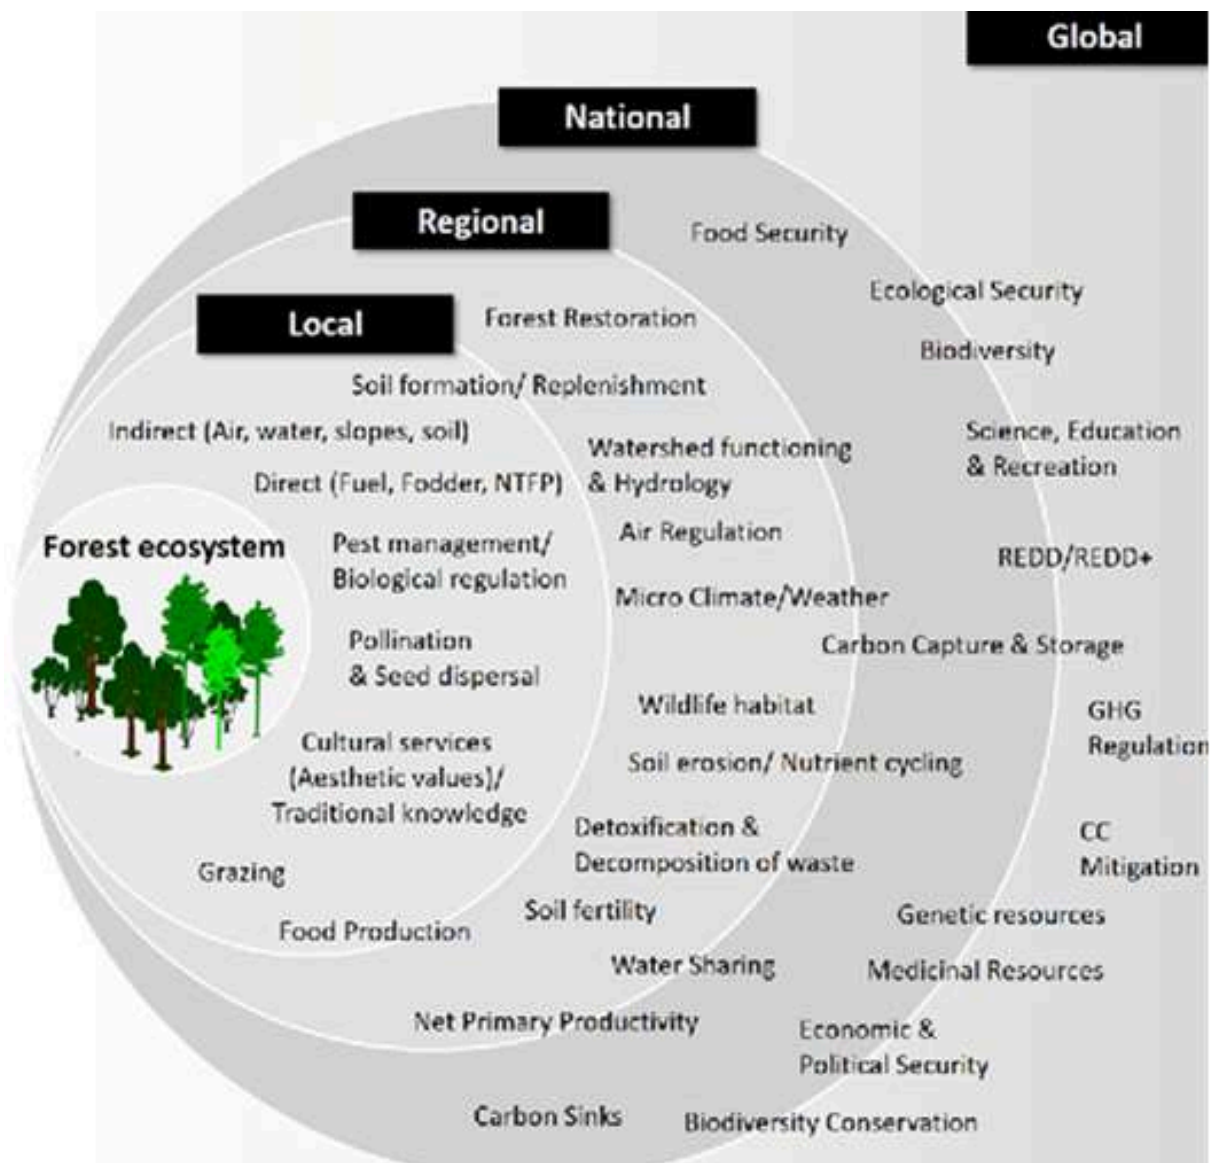 Global
National
Regional
Food Security
Ecological Security
Local
Forest Restoration
Biodiversity
Soil formation/ Replenishment
Indirect (Air, water, slopes, soil)
Science, Education
& Recreation
Watershed functioning
& Hydrology
Direct (Fuel, Fodder, NTFP)
Forest ecosystem
Pest management/
Biological regulation
Air Regulation
REDD/REDD+
Micro Climate/Weather
Pollination
& Seed dispersal
Carbon Capture & Storage
Wildlife habitat
GHG
Regulation
Cultural services
(Aesthetic values)/
Traditional knowledge
Soil erosion/ Nutrient cycling
Detoxification &
Decomposition of waste
CC
Mitigation
Grazing
Soil fertility
Genetic resources
Food Production
Water Sharing
Medicinal Resources
Net Primary Productivity
Economic &
Political Security
Carbon Sinks
Biodiversity Conservation